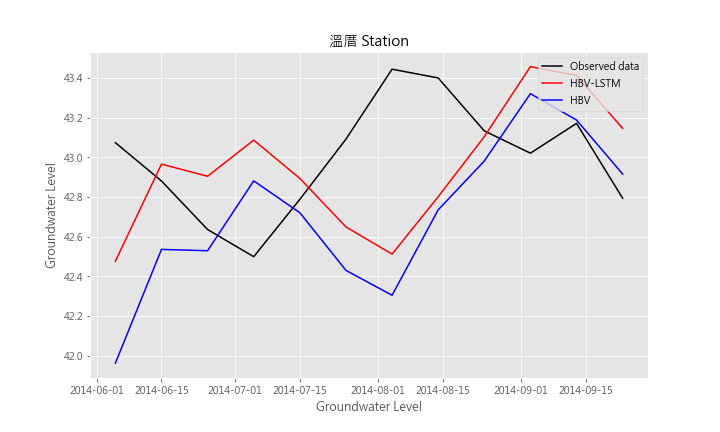 溫厝 Station
Observed data
HBV-LSTM
HBV
Groundwater Level
43.4
43.2
43.0
42.8
42.6
42.4
42.2
42.0
2014-06-01
2014-06-15
2014-07-01
2014-07-15
2014-08-01
2014-08-15
2014-09-01
2014-09-15
Groundwater Level